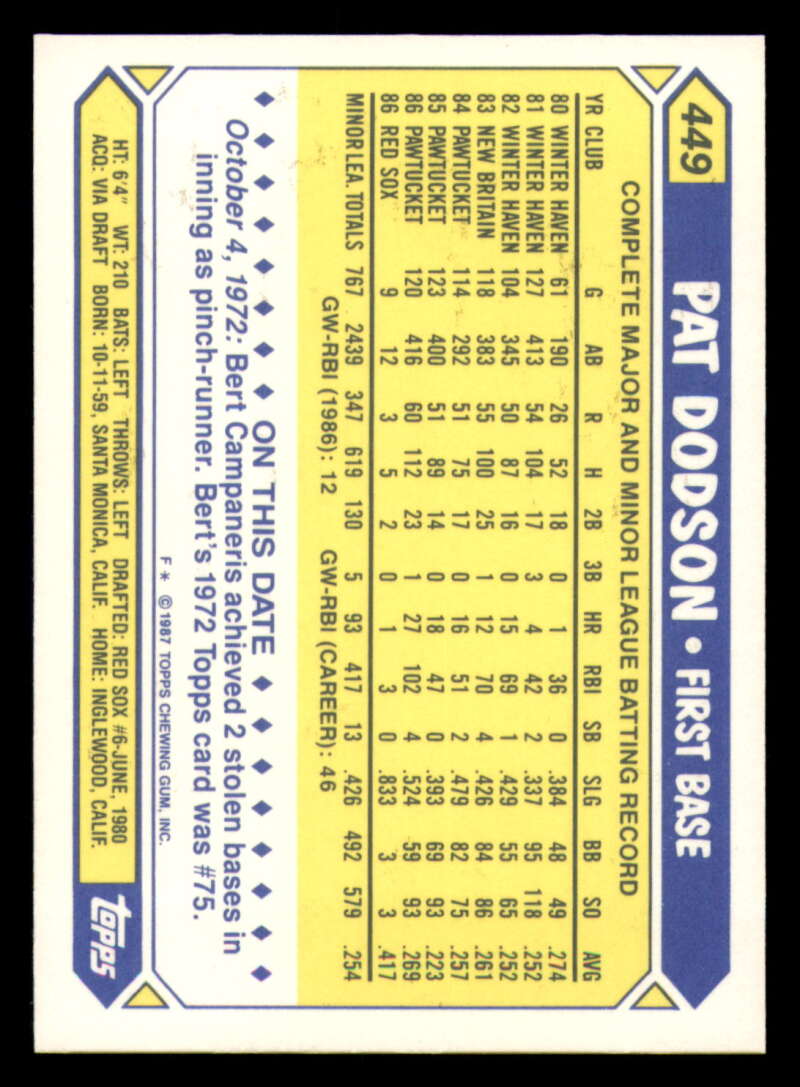 449
PAT DODSON • FIRST BASE
COMPLETE MAJOR AND MINOR LEAGUE BATTING RECORD
YR CLUB G AB R H 2B 3B HR RBI SB SLG BB SO AVG
80 WINTER HAVEN 61 190 26 52 18 0 1 36 0 .384 48 49 .274
81 WINTER HAVEN 127 413 54 104 17 3 4 42 2 .337 95 118 .252
82 WINTER HAVEN 104 345 50 87 16 0 15 69 1 .429 55 65 .252
83 NEW BRITAIN 118 383 55 100 25 1 12 70 4 .426 84 86 .261
84 PAWTUCKET 114 292 51 75 17 0 16 51 2 .479 82 75 .257
85 PAWTUCKET 123 400 51 89 14 0 18 47 0 .393 69 93 .223
86 PAWTUCKET 120 416 60 112 23 1 27 102 4 .524 59 93 .269
86 RED SOX 9 12 3 5 2 0 1 3 0 .833 3 3 .417
MINOR LEA. TOTALS 767 2439 347 619 130 5 93 417 13 .426 492 579 .254
GW-RBI (1986): 12 GW-RBI (CAREER): 46
◆ ◆ ◆ ◆ ◆ ◆ ◆ ◆ ON THIS DATE ◆ ◆ ◆ ◆ ◆ ◆ ◆ ◆
October 4, 1972: Bert Campaneris achieved 2 stolen bases in
inning as pinch-runner. Bert's 1972 Topps card was #75.
F * © 1987 TOPPS CHEWING GUM, INC.
HT: 6'4" WT: 210 BATS: LEFT THROWS: LEFT DRAFTED: RED SOX #6-JUNE, 1980
ACQ: VIA DRAFT BORN: 10-11-59, SANTA MONICA, CALIF. HOME: INGLEWOOD, CALIF.
topps